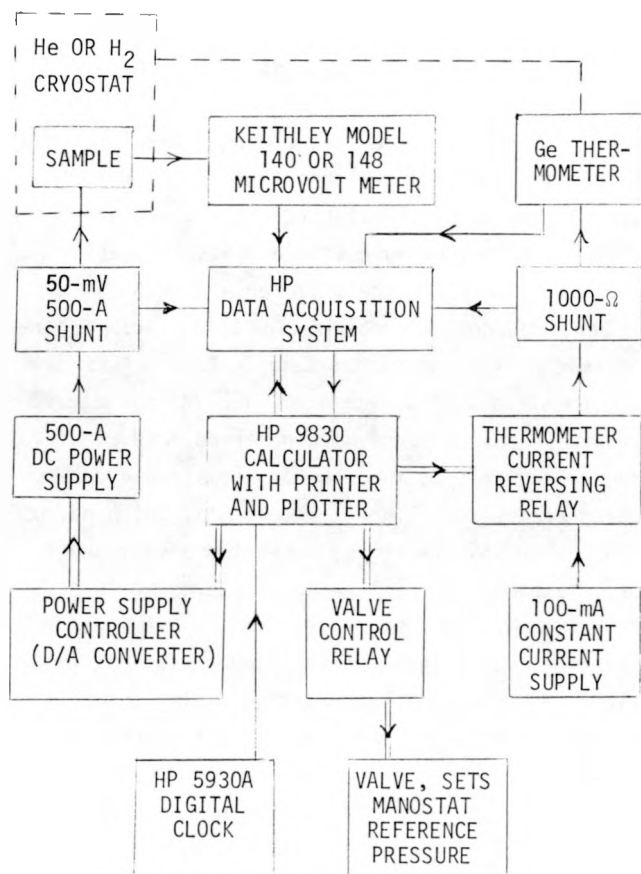 He OR H2
CRYOSTAT
SAMPLE
KEITHLEY MODEL
140 OR 148
MICROVOLT METER
Ge THER-
MOMETER
50-mV
500-A
SHUNT
HP
DATA ACQUISITION
SYSTEM
1000-Ω
SHUNT
500-A
DC POWER
SUPPLY
HP 9830
CALCULATOR
WITH PRINTER
AND PLOTTER
THERMOMETER
CURRENT
REVERSING
RELAY
POWER SUPPLY
CONTROLLER
(D/A CONVERTER)
VALVE
CONTROL
RELAY
100-mA
CONSTANT
CURRENT
SUPPLY
HP 5930A
DIGITAL
CLOCK
VALVE, SETS
MANOSTAT
REFERENCE
PRESSURE